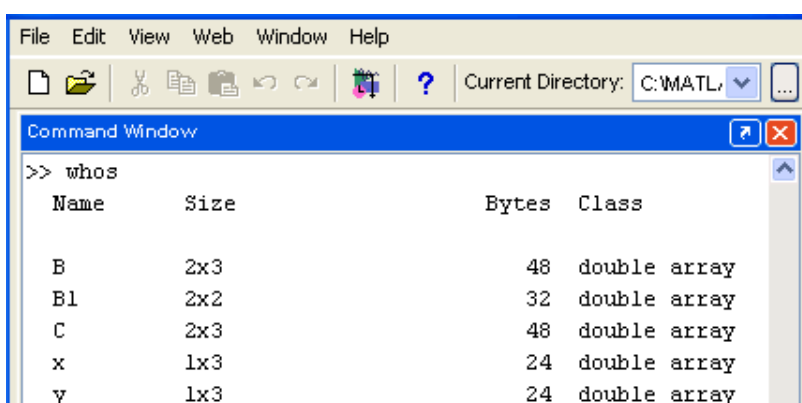 File Edit View Web Window Help
? Current Directory: C:\MATL
...
Command Window
>> whos
Name Size Bytes Class
B 2x3 48 double array
B1 2x2 32 double array
C 2x3 48 double array
x 1x3 24 double array
y 1x3 24 double array